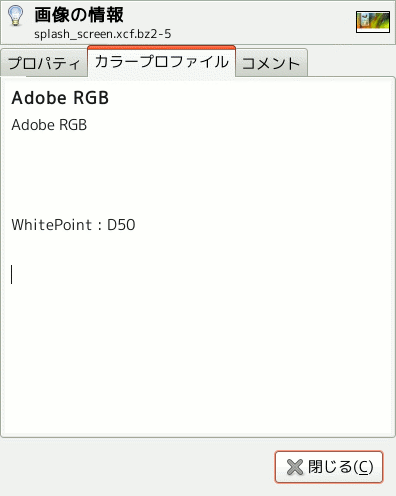 画像の情報
splash_screen.xcf.bz2-5
プロパティ
カラープロファイル
コメント
Adobe RGB
Adobe RGB
WhitePoint : D50
閉じる(C)